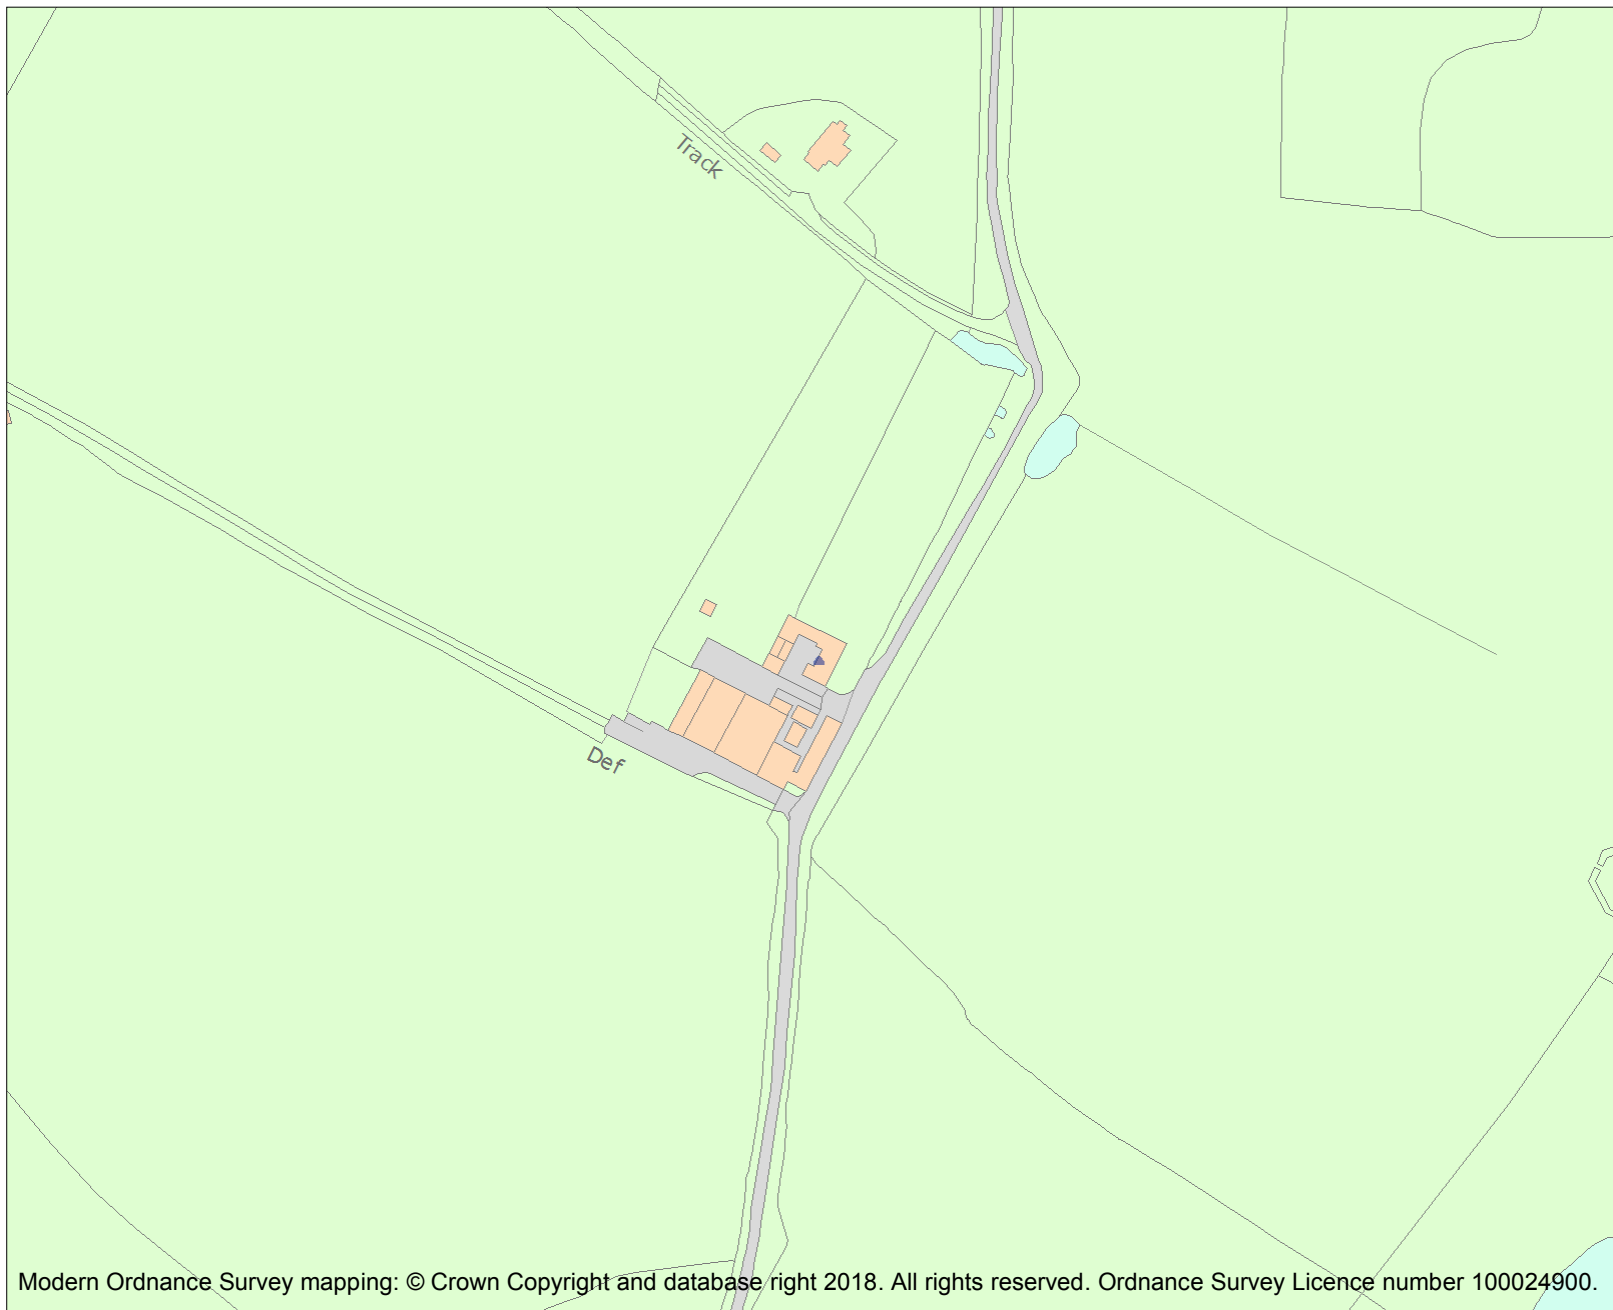 Track
Def
Modern Ordnance Survey mapping: © Crown Copyright and database right 2018. All rights reserved. Ordnance Survey Licence number 100024900.